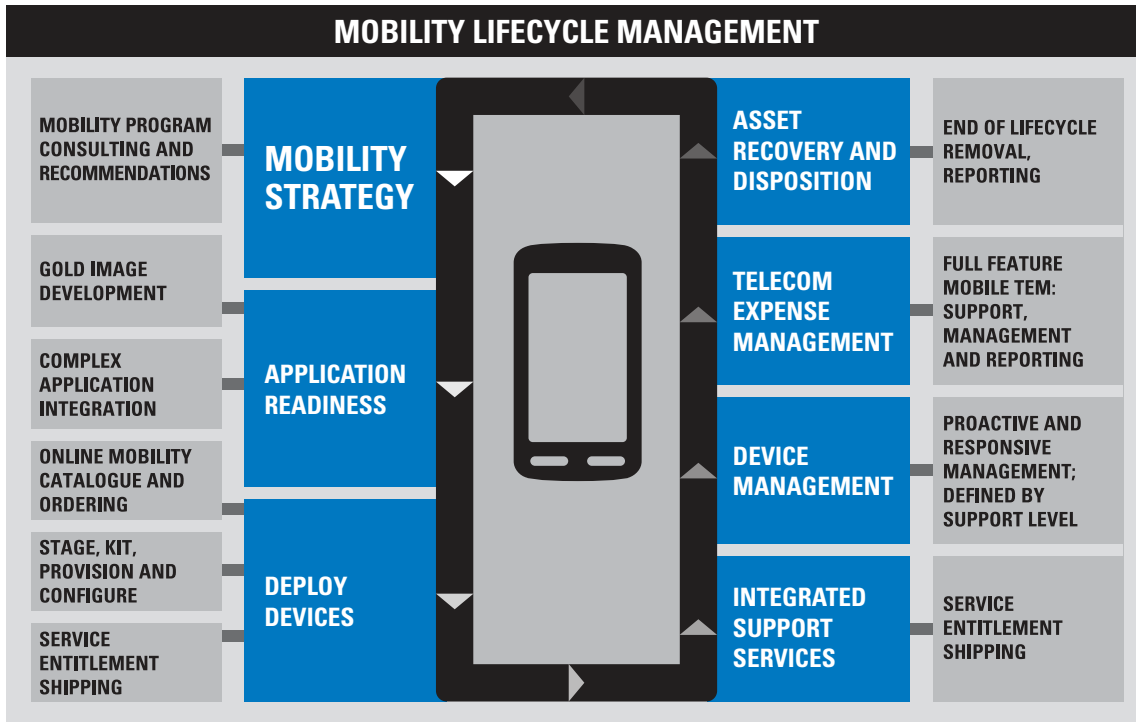 MOBILITY LIFECYCLE MANAGEMENT
MOBILITY PROGRAM
CONSULTING AND
RECOMMENDATIONS
GOLD IMAGE
DEVELOPMENT
COMPLEX
APPLICATION
INTEGRATION
ONLINE MOBILITY
CATALOGUE AND
ORDERING
STAGE, KIT,
PROVISION AND
CONFIGURE
SERVICE
ENTITLEMENT
SHIPPING
MOBILITY
STRATEGY
APPLICATION
READINESS
DEPLOY
DEVICES
ASSET
RECOVERY AND
DISPOSITION
TELECOM
EXPENSE
MANAGEMENT
DEVICE
MANAGEMENT
INTEGRATED
SUPPORT
SERVICES
END OF LIFECYCLE
REMOVAL,
REPORTING
FULL FEATURE
MOBILE TEM:
SUPPORT,
MANAGEMENT
AND REPORTING
PROACTIVE AND
RESPONSIVE
MANAGEMENT;
DEFINED BY
SUPPORT LEVEL
SERVICE
ENTITLEMENT
SHIPPING